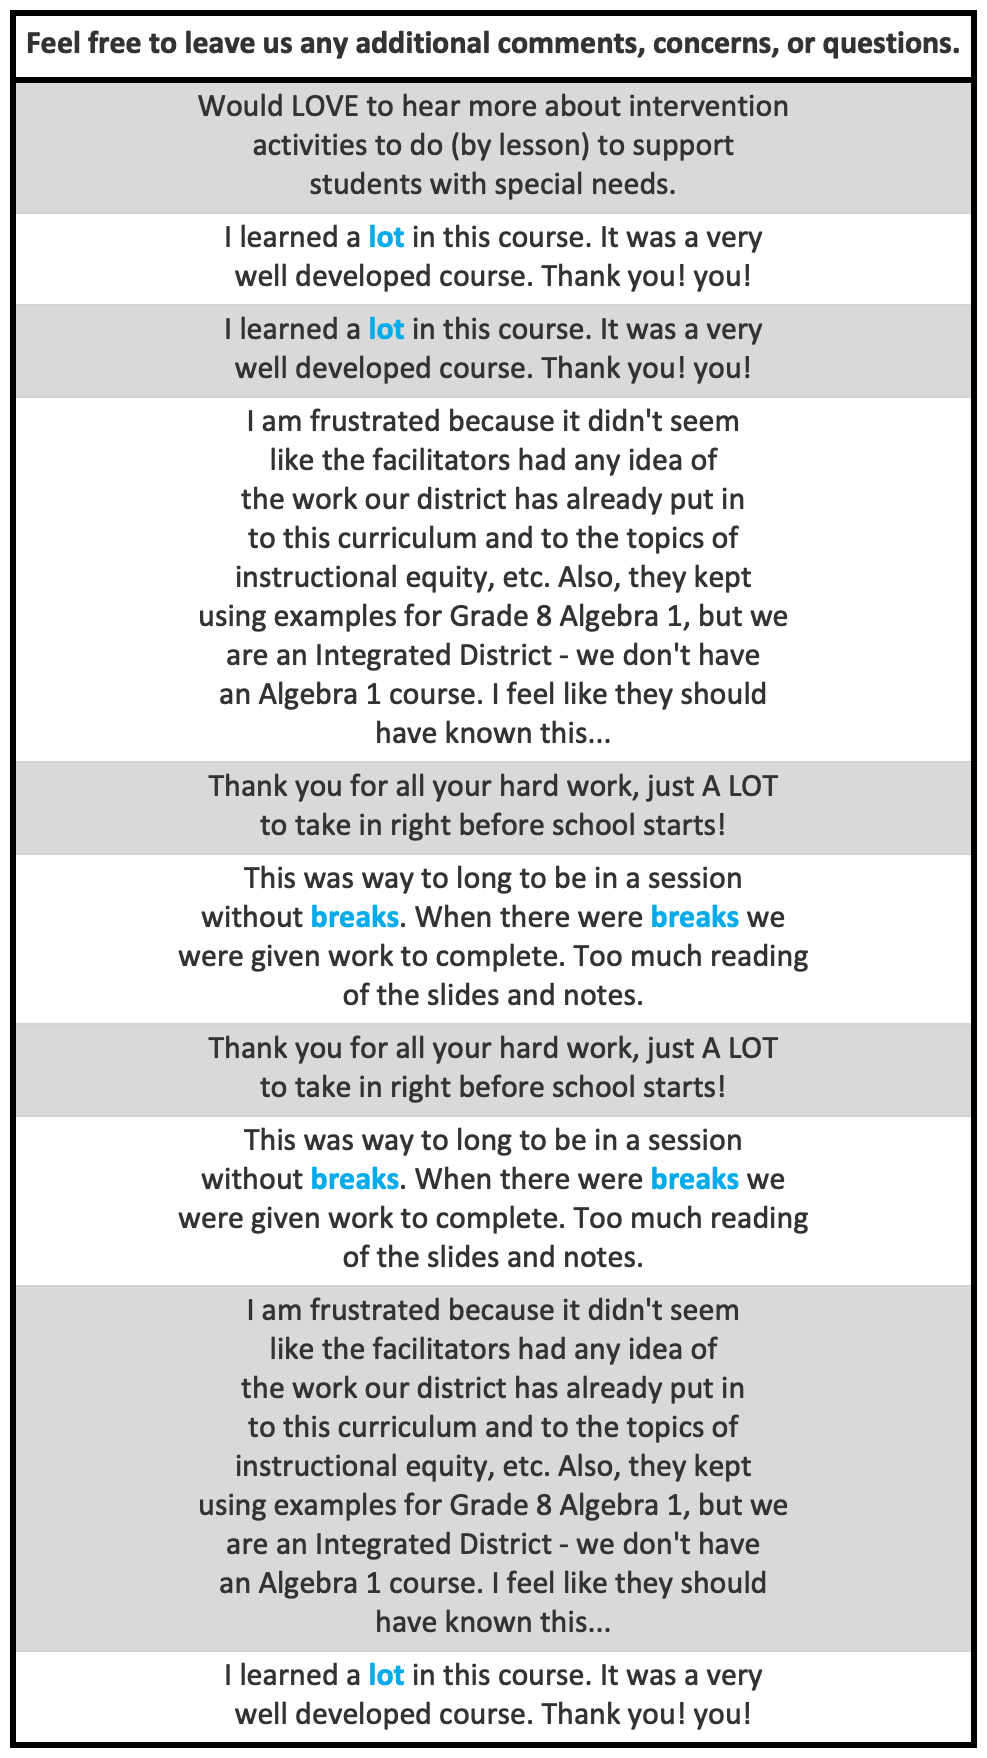 Feel free to leave us any additional comments, concerns, or questions.
Would LOVE to hear more about intervention
activities to do (by lesson) to support
students with special needs.
I learned a lot in this course. It was a very
well developed course. Thank you! you!
I learned a lot in this course. It was a very
well developed course. Thank you! you!
I am frustrated because it didn't seem
like the facilitators had any idea of
the work our district has already put in
to this curriculum and to the topics of
instructional equity, etc. Also, they kept
using examples for Grade 8 Algebra 1, but we
are an Integrated District - we don't have
an Algebra 1 course. I feel like they should
have known this...
Thank you for all your hard work, just A LOT
to take in right before school starts!
This was way to long to be in a session
without breaks. When there were breaks we
were given work to complete. Too much reading
of the slides and notes.
Thank you for all your hard work, just A LOT
to take in right before school starts!
This was way to long to be in a session
without breaks. When there were breaks we
were given work to complete. Too much reading
of the slides and notes.
I am frustrated because it didn't seem
like the facilitators had any idea of
the work our district has already put in
to this curriculum and to the topics of
instructional equity, etc. Also, they kept
using examples for Grade 8 Algebra 1, but we
are an Integrated District - we don't have
an Algebra 1 course. I feel like they should
have known this...
I learned a lot in this course. It was a very
well developed course. Thank you! you!